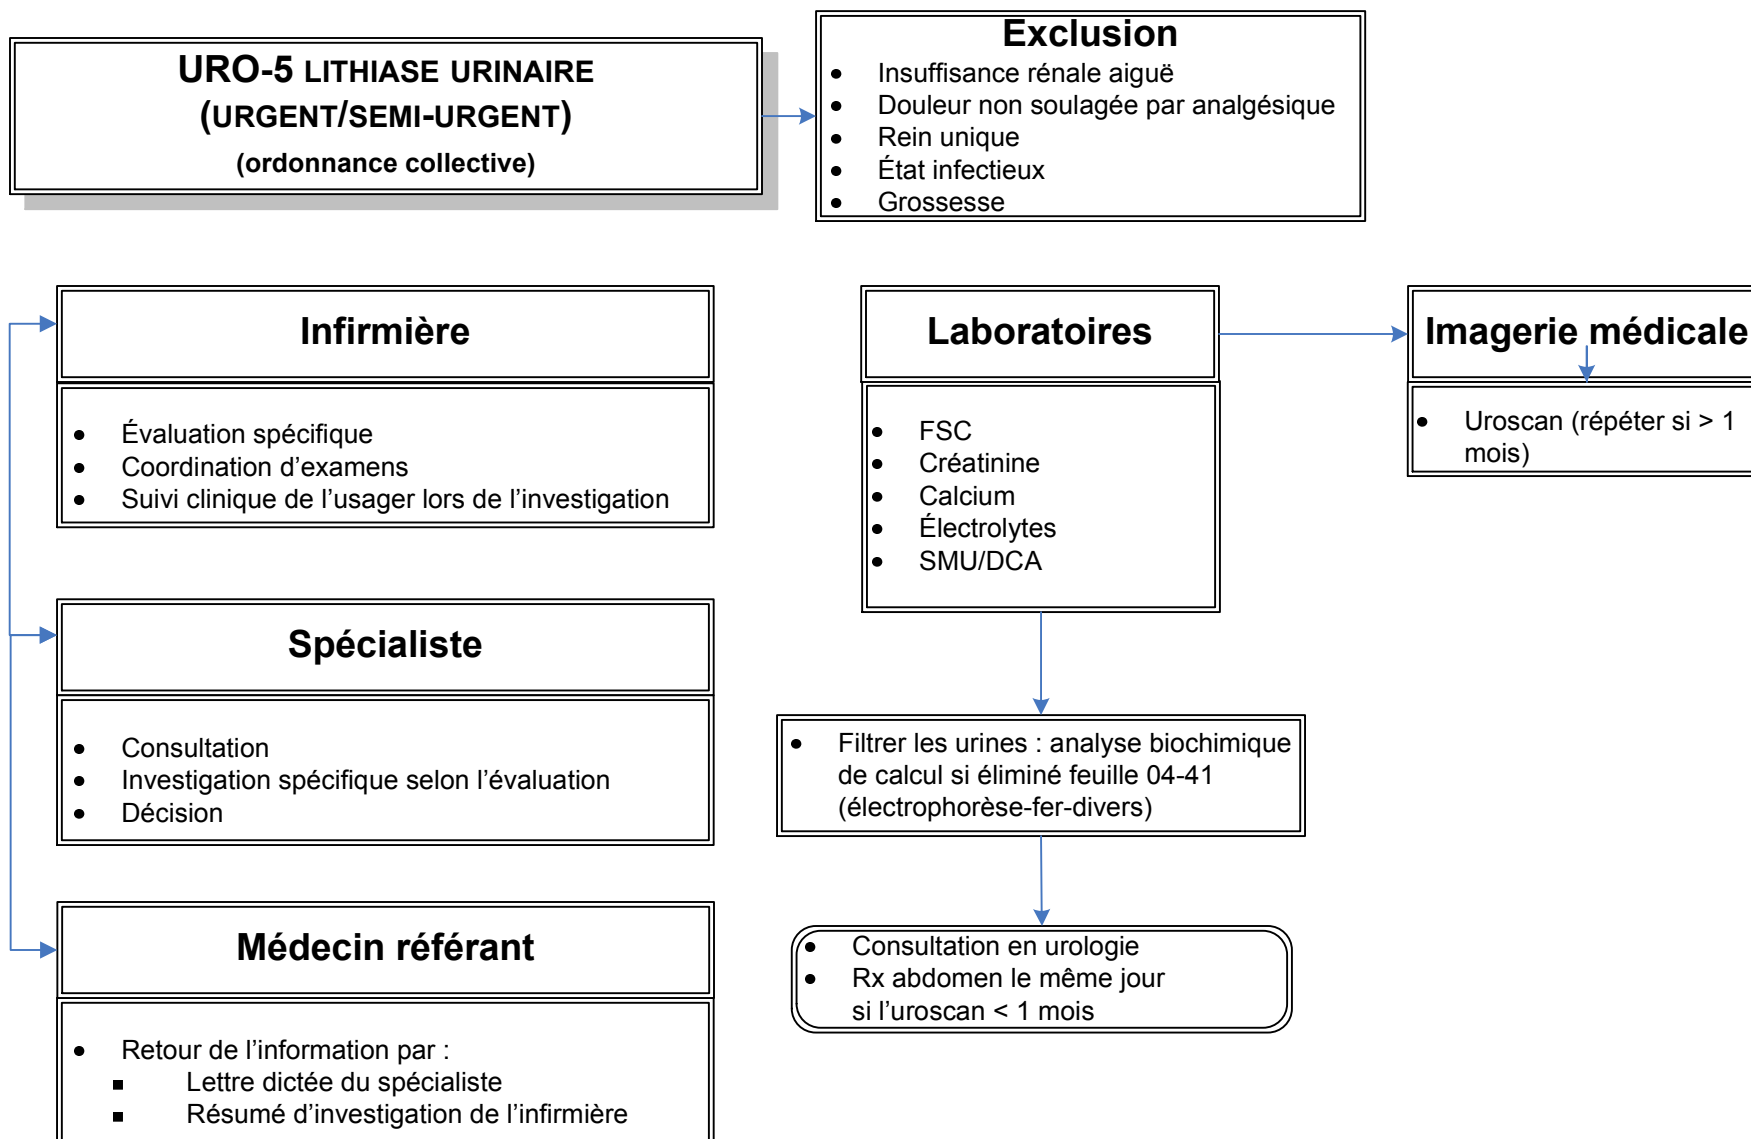 URO-5 LITHIASE URINAIRE
(URGENT/SEMI-URGENT)
(ordonnance collective)
Exclusion
• Insuffisance rénale aiguë
• Douleur non soulagée par analgésique
• Rein unique
• État infectieux
• Grossesse
Infirmière
• Évaluation spécifique
• Coordination d’examens
• Suivi clinique de l’usager lors de l’investigation
Spécialiste
• Consultation
• Investigation spécifique selon l’évaluation
• Décision
Médecin référant
• Retour de l’information par :
▪ Lettre dictée du spécialiste
▪ Résumé d’investigation de l’infirmière
Laboratoires
• FSC
• Créatinine
• Calcium
• Électrolytes
• SMU/DCA
• Filtrer les urines : analyse biochimique
de calcul si éliminé feuille 04-41
(électrophorèse-fer-divers)
• Consultation en urologie
• Rx abdomen le même jour
si l’uroscan < 1 mois
Imagerie médicale
• Uroscan (répéter si > 1
mois)